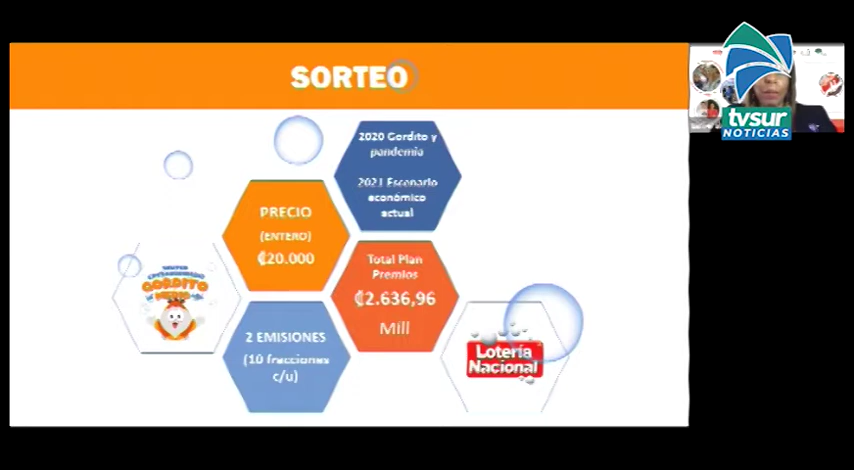 SORTEO
2020 Gordito y
pandemia
2021 Escenario
económico
actual
PRECIO
(ENTERO)
₡20.000
Total Plan
Premios
₡2.636,96
Mill
GORDITO
2 EMISIONES
(10 fracciones
c/u)
Lotería
Nacional
tvsur
NOTICIAS